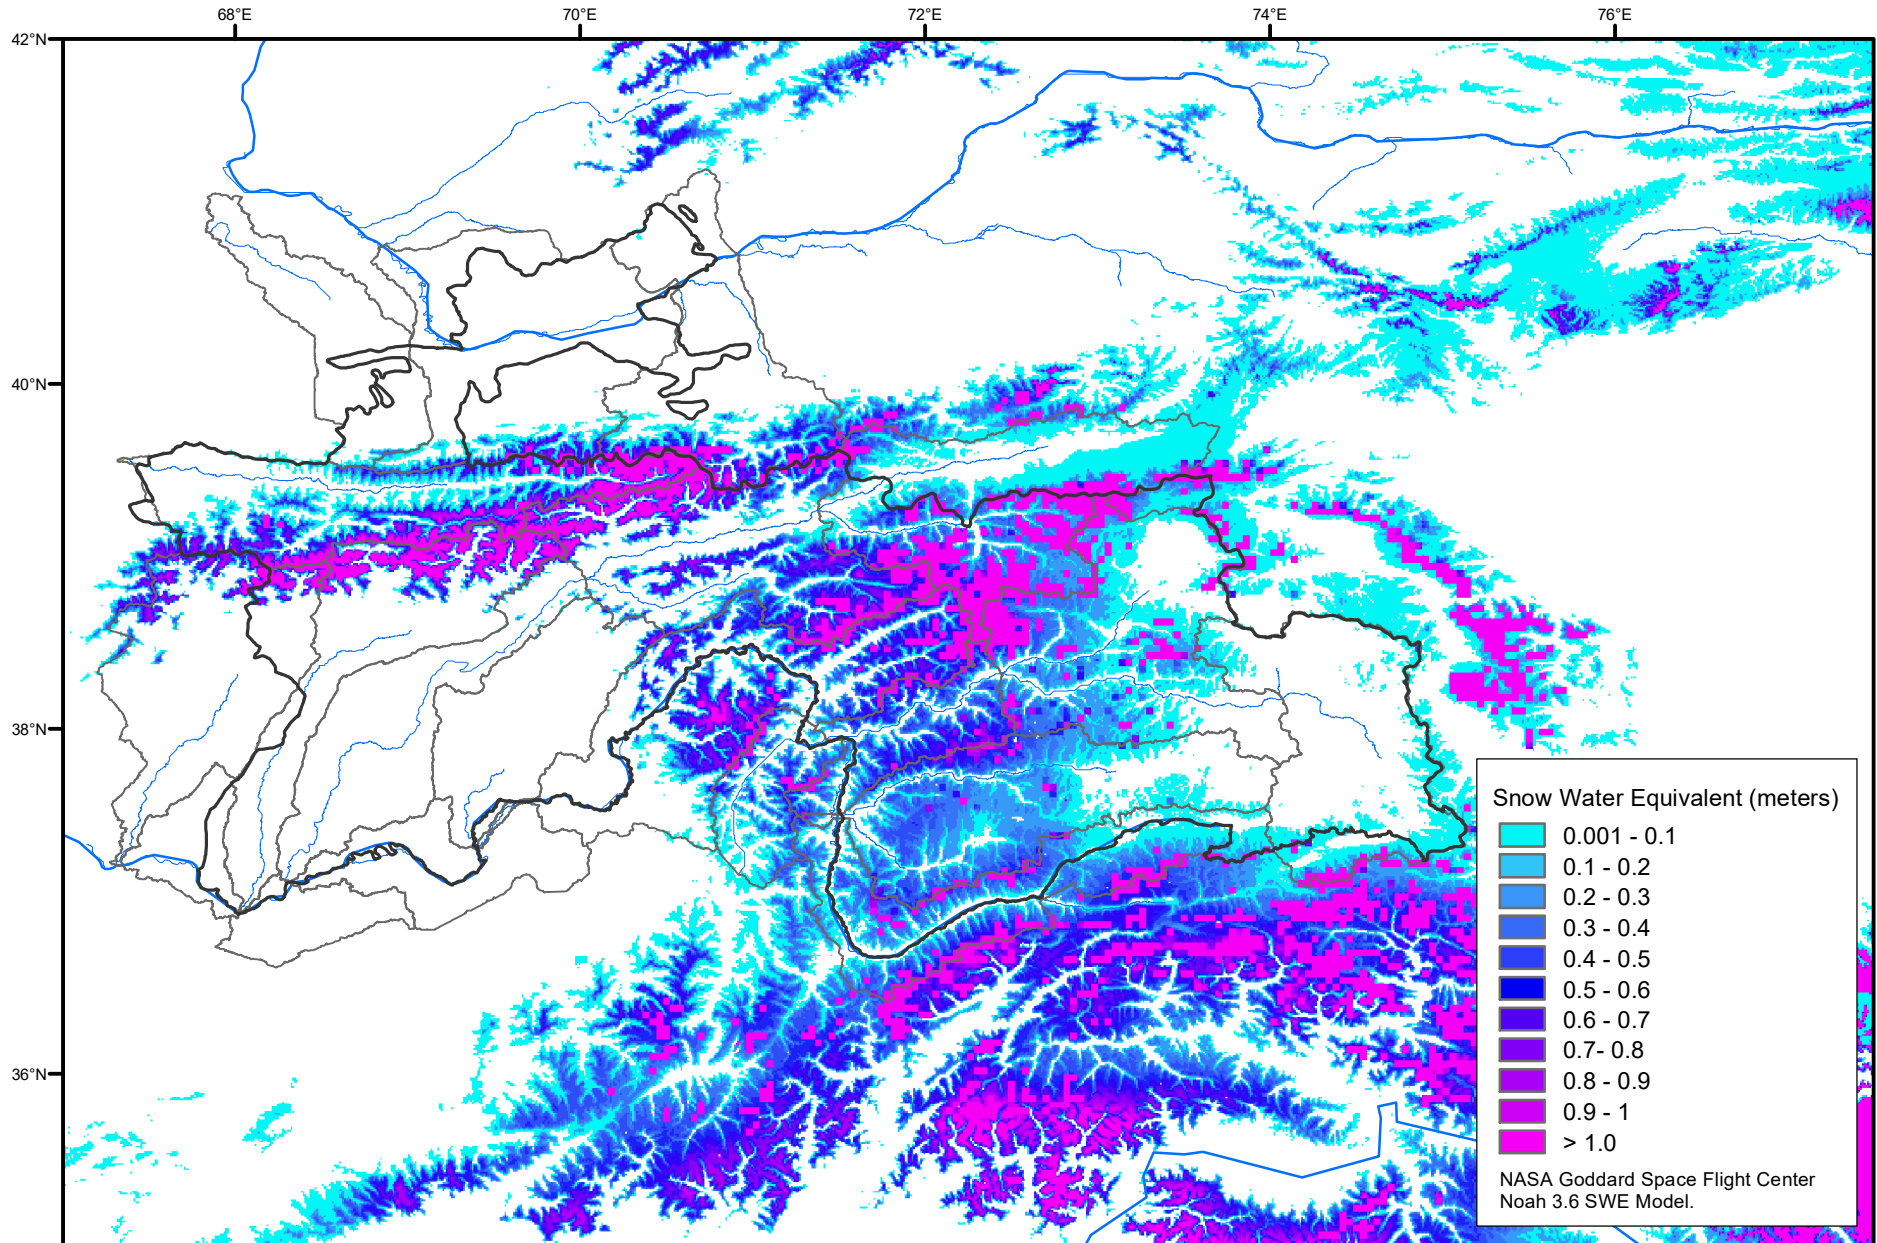 68°E
70°E
72°E
74°E
76°E
42°N
40°N
38°N
36°N
Snow Water Equivalent (meters)
0.001 - 0.1
0.1 - 0.2
0.2 - 0.3
0.3 - 0.4
0.4 - 0.5
0.5 - 0.6
0.6 - 0.7
0.7- 0.8
0.8 - 0.9
0.9 - 1
> 1.0
NASA Goddard Space Flight Center
Noah 3.6 SWE Model.